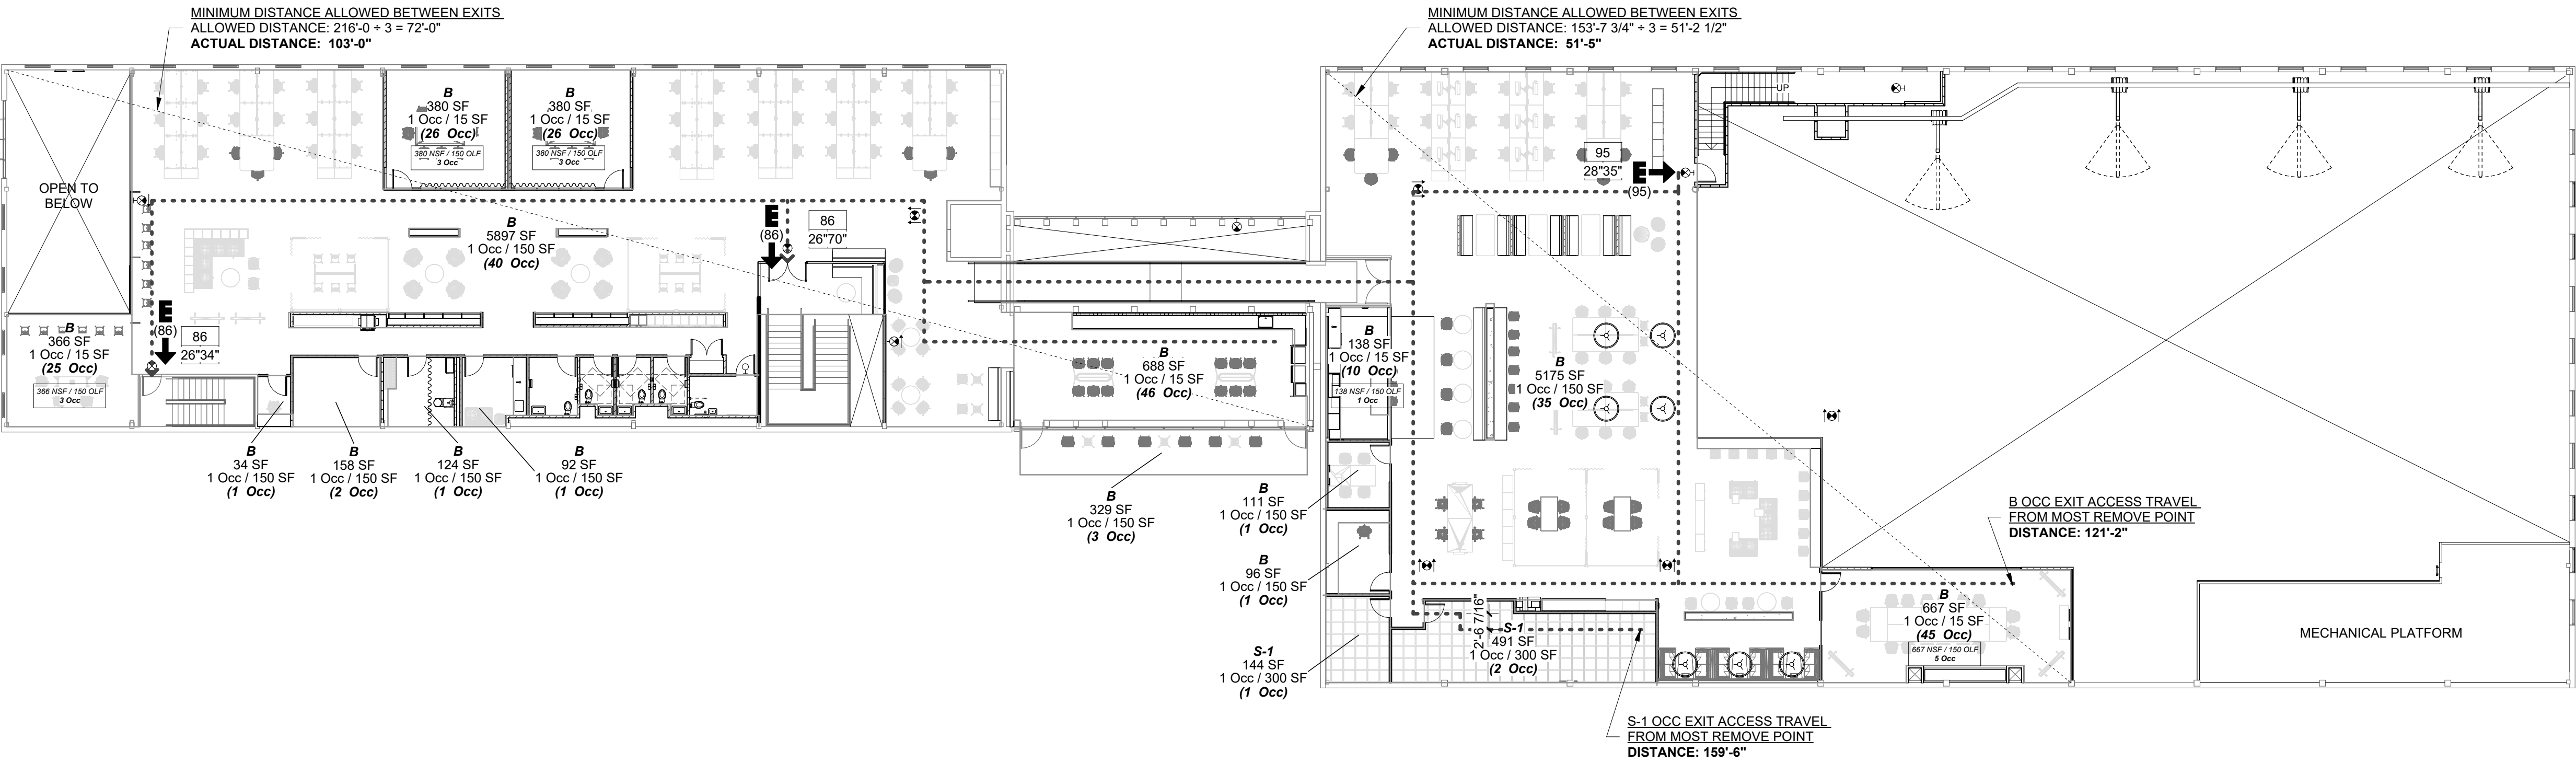 MINIMUM DISTANCE ALLOWED BETWEEN EXITS
ALLOWED DISTANCE: 216'-0 ÷ 3 = 72'-0"
ACTUAL DISTANCE: 103'-0"
MINIMUM DISTANCE ALLOWED BETWEEN EXITS
ALLOWED DISTANCE: 153'-7 3/4" ÷ 3 = 51'-2 1/2"
ACTUAL DISTANCE: 51'-5"
OPEN TO
BELOW
B
380 SF
1 Occ / 15 SF
(26 Occ)
380 NSF / 150 OLF
3 Occ
B
380 SF
1 Occ / 15 SF
(26 Occ)
380 NSF / 150 OLF
3 Occ
B
5897 SF
1 Occ / 150 SF
(40 Occ)
E
(86)
86
26"70"
E
(86)
86
26"34"
B
366 SF
1 Occ / 15 SF
(25 Occ)
366 NSF / 150 OLF
3 Occ
B
34 SF
1 Occ / 150 SF
(1 Occ)
B
158 SF
1 Occ / 150 SF
(2 Occ)
B
124 SF
1 Occ / 150 SF
(1 Occ)
B
92 SF
1 Occ / 150 SF
(1 Occ)
B
688 SF
1 Occ / 15 SF
(46 Occ)
B
329 SF
1 Occ / 150 SF
(3 Occ)
95
28"35"
E
(95)
UP
B
138 SF
1 Occ / 15 SF
(10 Occ)
138 NSF / 150 OLF
1 Occ
B
5175 SF
1 Occ / 150 SF
(35 Occ)
B
111 SF
1 Occ / 150 SF
(1 Occ)
B
96 SF
1 Occ / 150 SF
(1 Occ)
S-1
144 SF
1 Occ / 300 SF
(1 Occ)
2'-6 7/16"
S-1
491 SF
1 Occ / 300 SF
(2 Occ)
B
667 SF
1 Occ / 15 SF
(45 Occ)
667 NSF / 150 OLF
5 Occ
B OCC EXIT ACCESS TRAVEL
FROM MOST REMOVE POINT
DISTANCE: 121'-2"
MECHANICAL PLATFORM
S-1 OCC EXIT ACCESS TRAVEL
FROM MOST REMOVE POINT
DISTANCE: 159'-6"